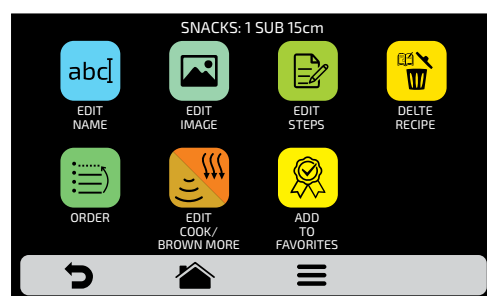 SNACKS: 1 SUB 15cm
abc
EDIT
NAME
EDIT
IMAGE
EDIT
STEPS
DELTE
RECIPE
ORDER
EDIT
COOK/
BROWN MORE
ADD
TO
FAVORITES